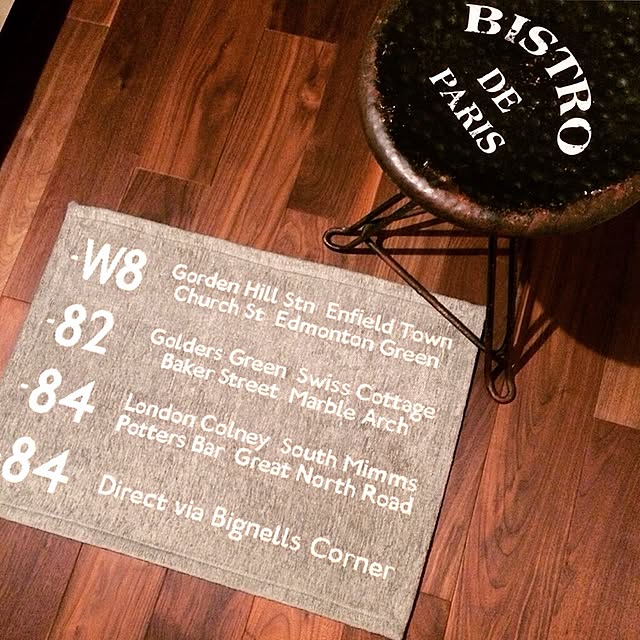 BISTRO
DE
PARIS
-W8 Gorden Hill Stn Enfield Town
Church St Edmonton Green
-82 Golders Green Swiss Cottage
Baker Street Marble Arch
-84 London Colney South Mimms
Potters Bar Great North Road
84 Direct via Bignells Corner